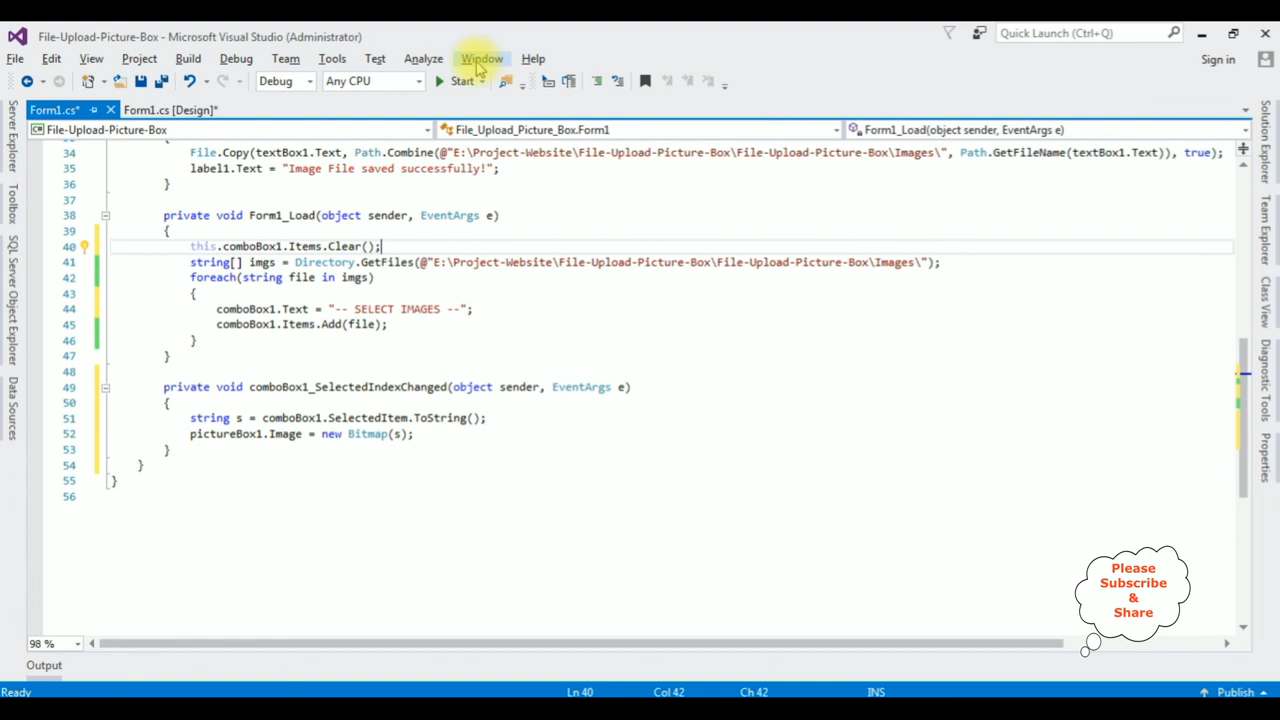 File-Upload-Picture-Box - Microsoft Visual Studio (Administrator)
Quick Launch (Ctrl+Q)
File Edit View Project Build Debug Team Tools Test Analyze Window Help
Sign in
Debug Any CPU Start
Form1.cs* Form1.cs [Design]*
File-Upload-Picture-Box File_Upload_Picture_Box.Form1 Form1_Load(object sender, EventArgs e)
34 File.Copy(textBox1.Text, Path.Combine(@"E:\Project-Website\File-Upload-Picture-Box\File-Upload-Picture-Box\Images\", Path.GetFileName(textBox1.Text)), true);
35 label1.Text = "Image File saved successfully!";
36 }
37
38 private void Form1_Load(object sender, EventArgs e)
39 {
40 this.comboBox1.Items.Clear();
41 string[] imgs = Directory.GetFiles(@"E:\Project-Website\File-Upload-Picture-Box\File-Upload-Picture-Box\Images\");
42 foreach(string file in imgs)
43 {
44 comboBox1.Text = "-- SELECT IMAGES --";
45 comboBox1.Items.Add(file);
46 }
47 }
48
49 private void comboBox1_SelectedIndexChanged(object sender, EventArgs e)
50 {
51 string s = comboBox1.SelectedItem.ToString();
52 pictureBox1.Image = new Bitmap(s);
53 }
54 }
55 }
56
Server Explorer
Toolbox
SQL Server Object Explorer
Data Sources
Solution Explorer
Team Explorer
Class View
Diagnostic Tools
Properties
Please
Subscribe
&
Share
98 %
Output
Ready Ln 40 Col 42 Ch 42 INS Publish